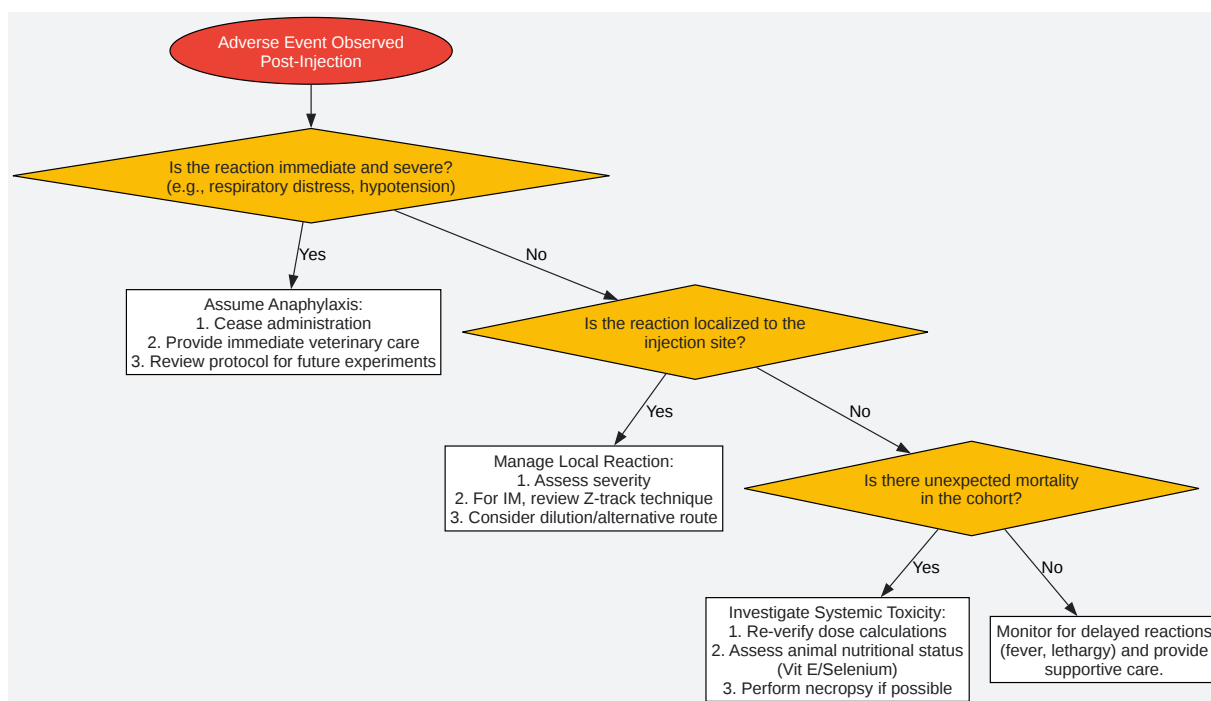 Adverse Event Observed
Post-Injection
Is the reaction immediate and severe?
(e.g., respiratory distress, hypotension)
Yes
No
Assume Anaphylaxis:
1. Cease administration
2. Provide immediate veterinary care
3. Review protocol for future experiments
Is the reaction localized to the
injection site?
Yes
No
Manage Local Reaction:
1. Assess severity
2. For IM, review Z-track technique
3. Consider dilution/alternative route
Is there unexpected mortality
in the cohort?
Yes
No
Investigate Systemic Toxicity:
1. Re-verify dose calculations
2. Assess animal nutritional status
(Vit E/Selenium)
3. Perform necropsy if possible
Monitor for delayed reactions
(fever, lethargy) and provide
supportive care.